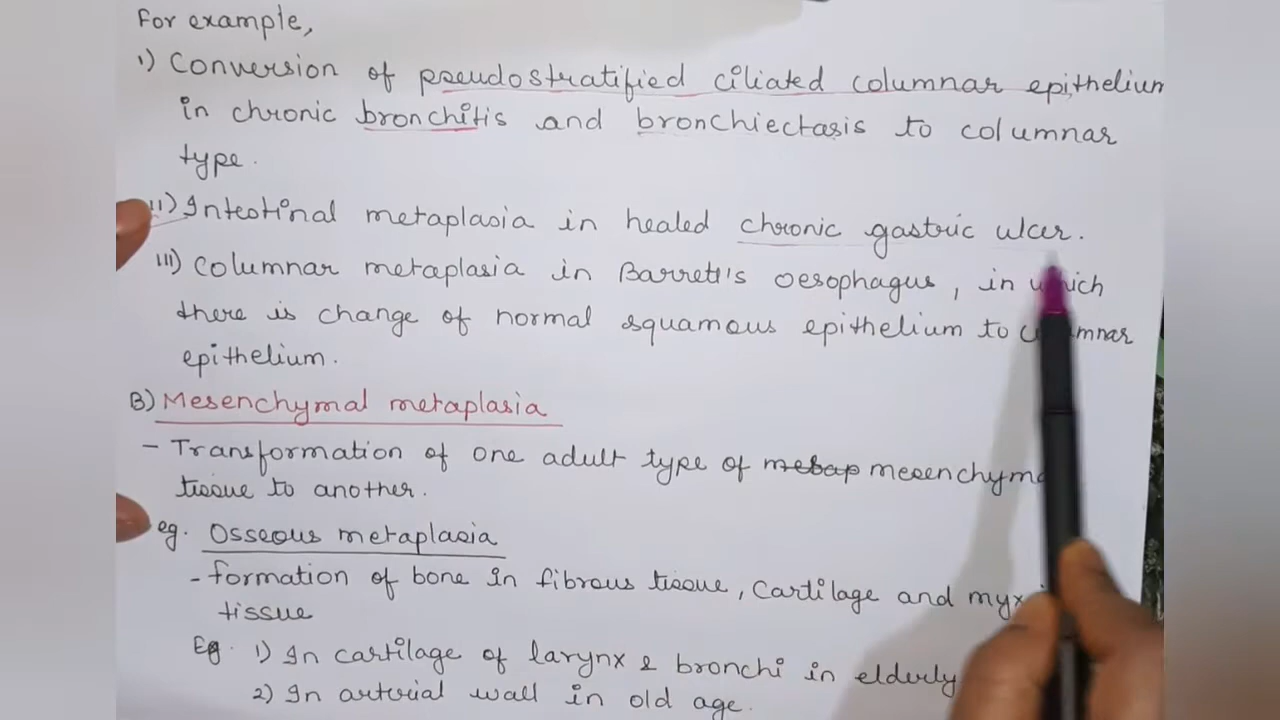 For example,
i) Conversion of pseudostratified ciliated columnar epithelium
in chronic bronchitis and bronchiectasis to columnar
type.
ii) Intestinal metaplasia in healed chronic gastric ulcer.
iii) Columnar metaplasia in Barrett's oesophagus, in which
there is change of normal squamous epithelium to columnar
epithelium.
B) Mesenchymal metaplasia
- Transformation of one adult type of mesenchyma
tissue to another.
eg. Osseous metaplasia
- formation of bone in fibrous tissue, cartilage and
tissue
Eg. 1) In cartilage of larynx & bronchi in elderly
2) In arterial wall in old age.